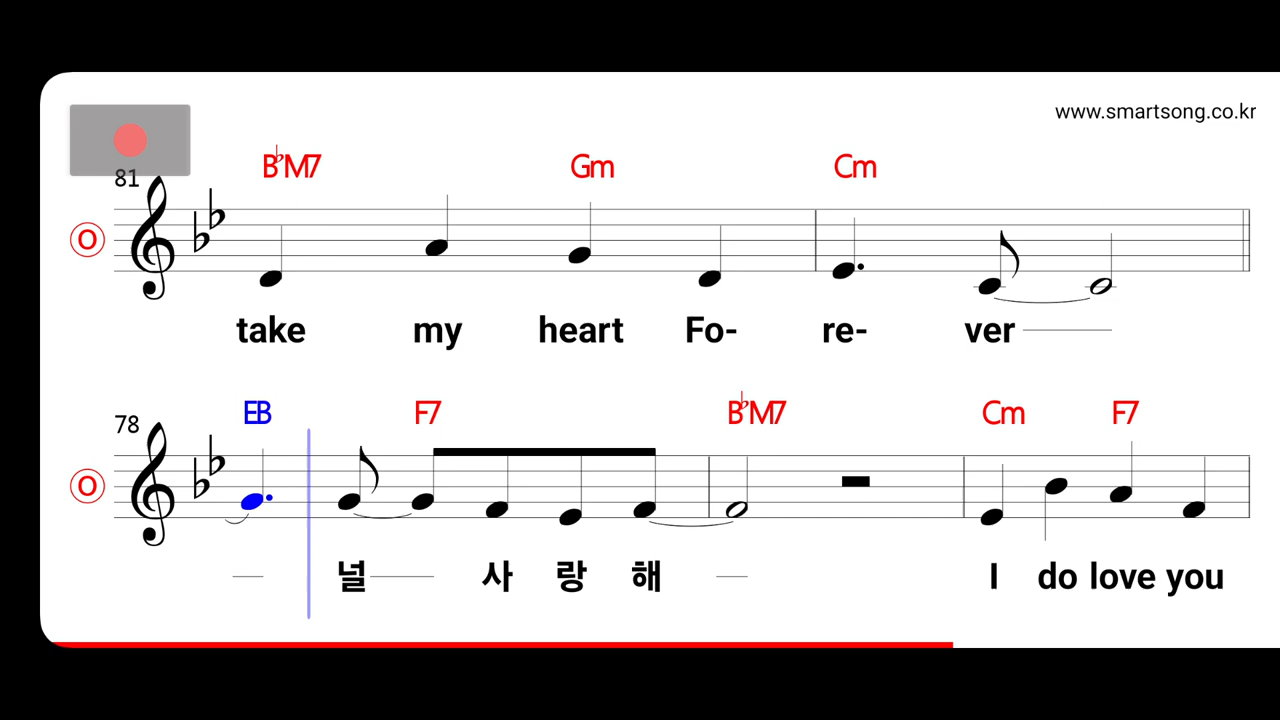 www.smartsong.co.kr
81
B♭M7 Gm Cm
O
take my heart Fo- re- ver
78
EB F7 B♭M7 Cm F7
O
널 사 랑 해 I do love you